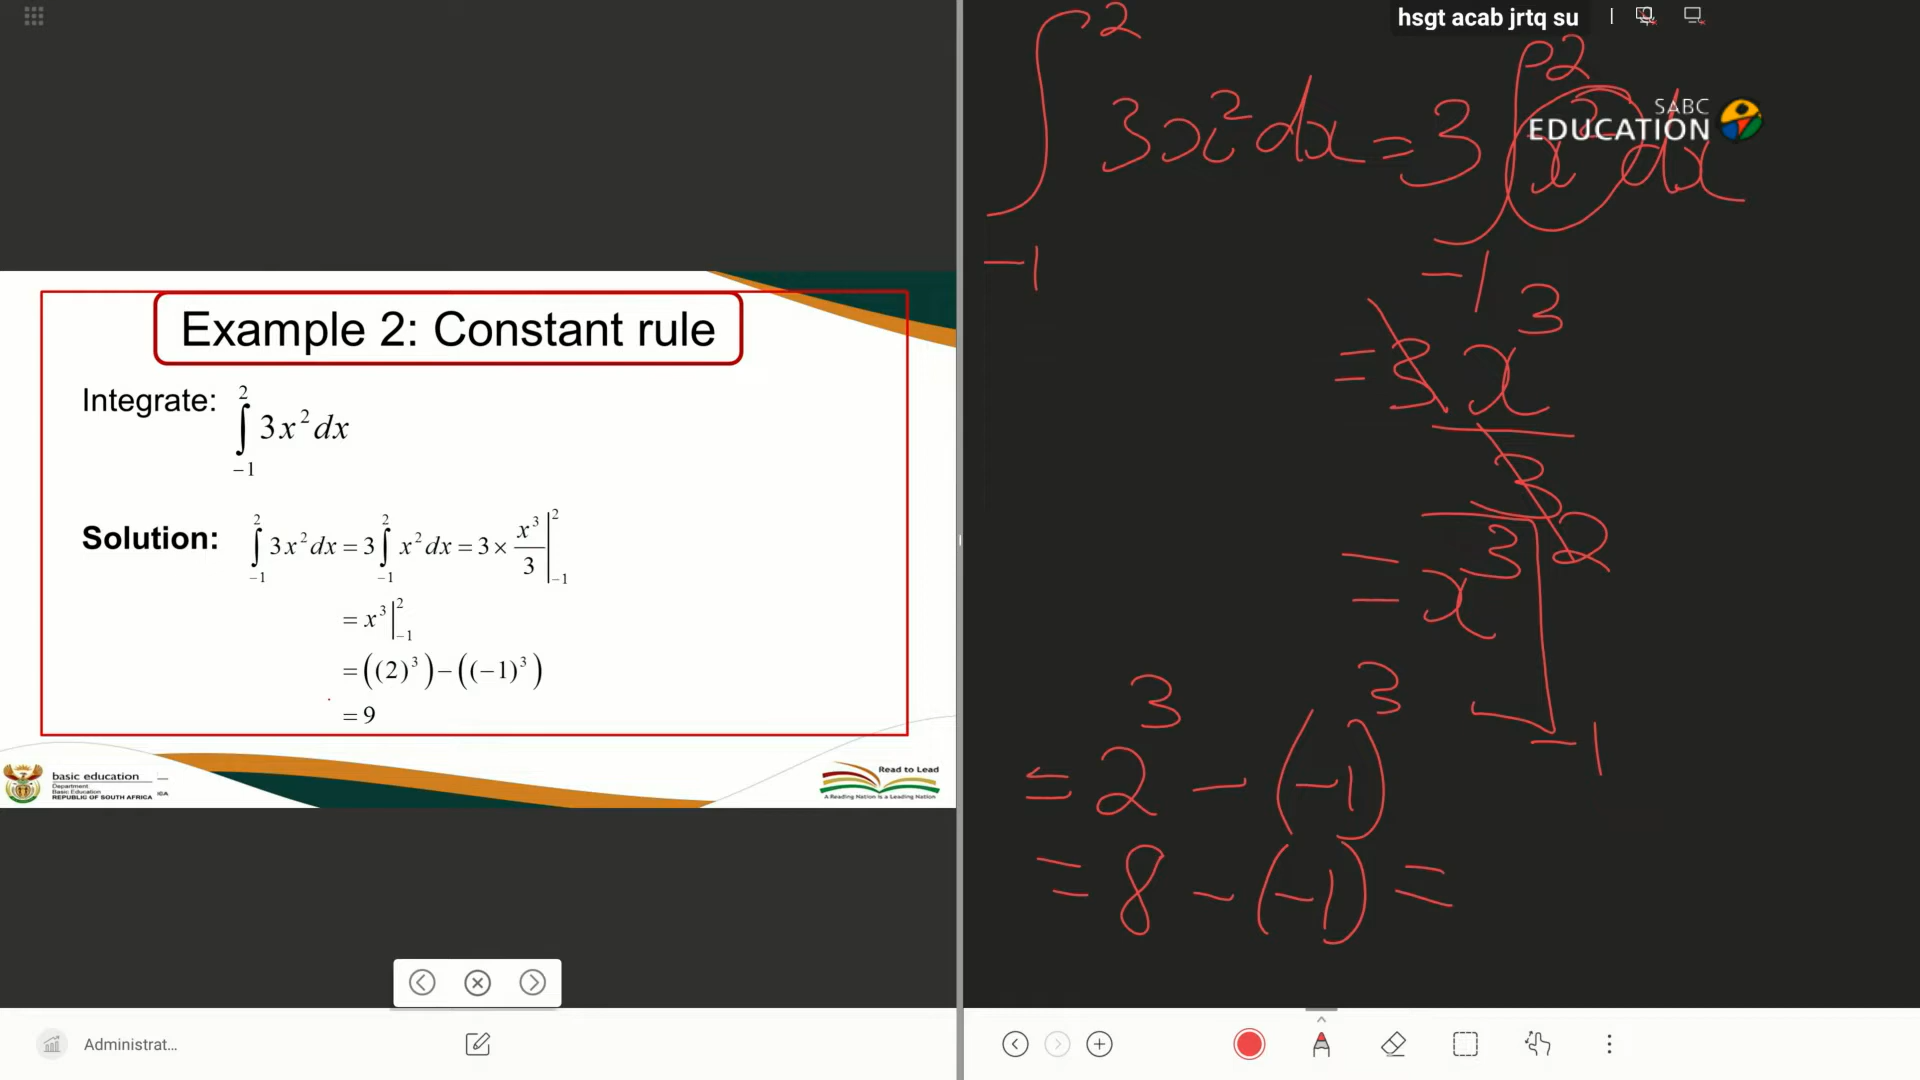 Example 2: Constant rule
Integrate: ∫₋₁² 3x² dx
Solution: ∫₋₁² 3x² dx = 3 ∫₋₁² x² dx = 3 × x³/3 |₋₁²
= x³ |₋₁²
= ((2)³) − ((−1)³)
= 9
basic education
Department:
Basic Education
REPUBLIC OF SOUTH AFRICA
Read to Lead
A Reading Nation is a Leading Nation
Administrat...
hsgt acab jrtq su
SABC
EDUCATION
∫₋₁² 3x² dx = 3 ∫₋₁² x² dx
= 3 x³/3
= x³ ]₋₁²
= 2³ − (−1)³
= 8 − (−1) =